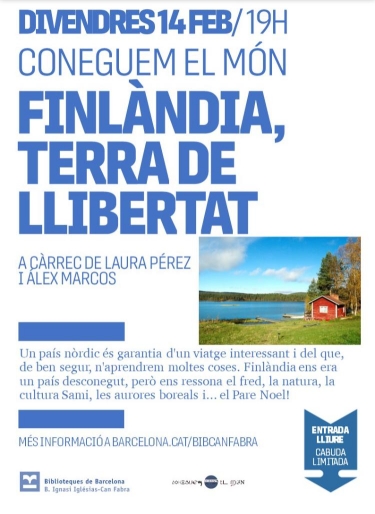 DIVENDRES 14 FEB/19H
CONEGUEM EL MÓN
FINLÀNDIA,
TERRA DE
LLIBERTAT
A CÀRREC DE LAURA PÉREZ
I ÀLEX MARCOS
Un país nòrdic és garantia d'un viatge interessant i del que,
de ben segur, n'aprendrem moltes coses. Finlàndia ens era
un país desconegut, però ens ressona el fred, la natura, la
cultura Sami, les aurores boreals i... el Pare Noel!
ENTRADA
LLIURE
CABUDA
LIMITADA
MÉS INFORMACIÓ A BARCELONA.CAT/BIBCANFABRA
Biblioteques de Barcelona
B. Ignasi Iglésias-Can Fabra